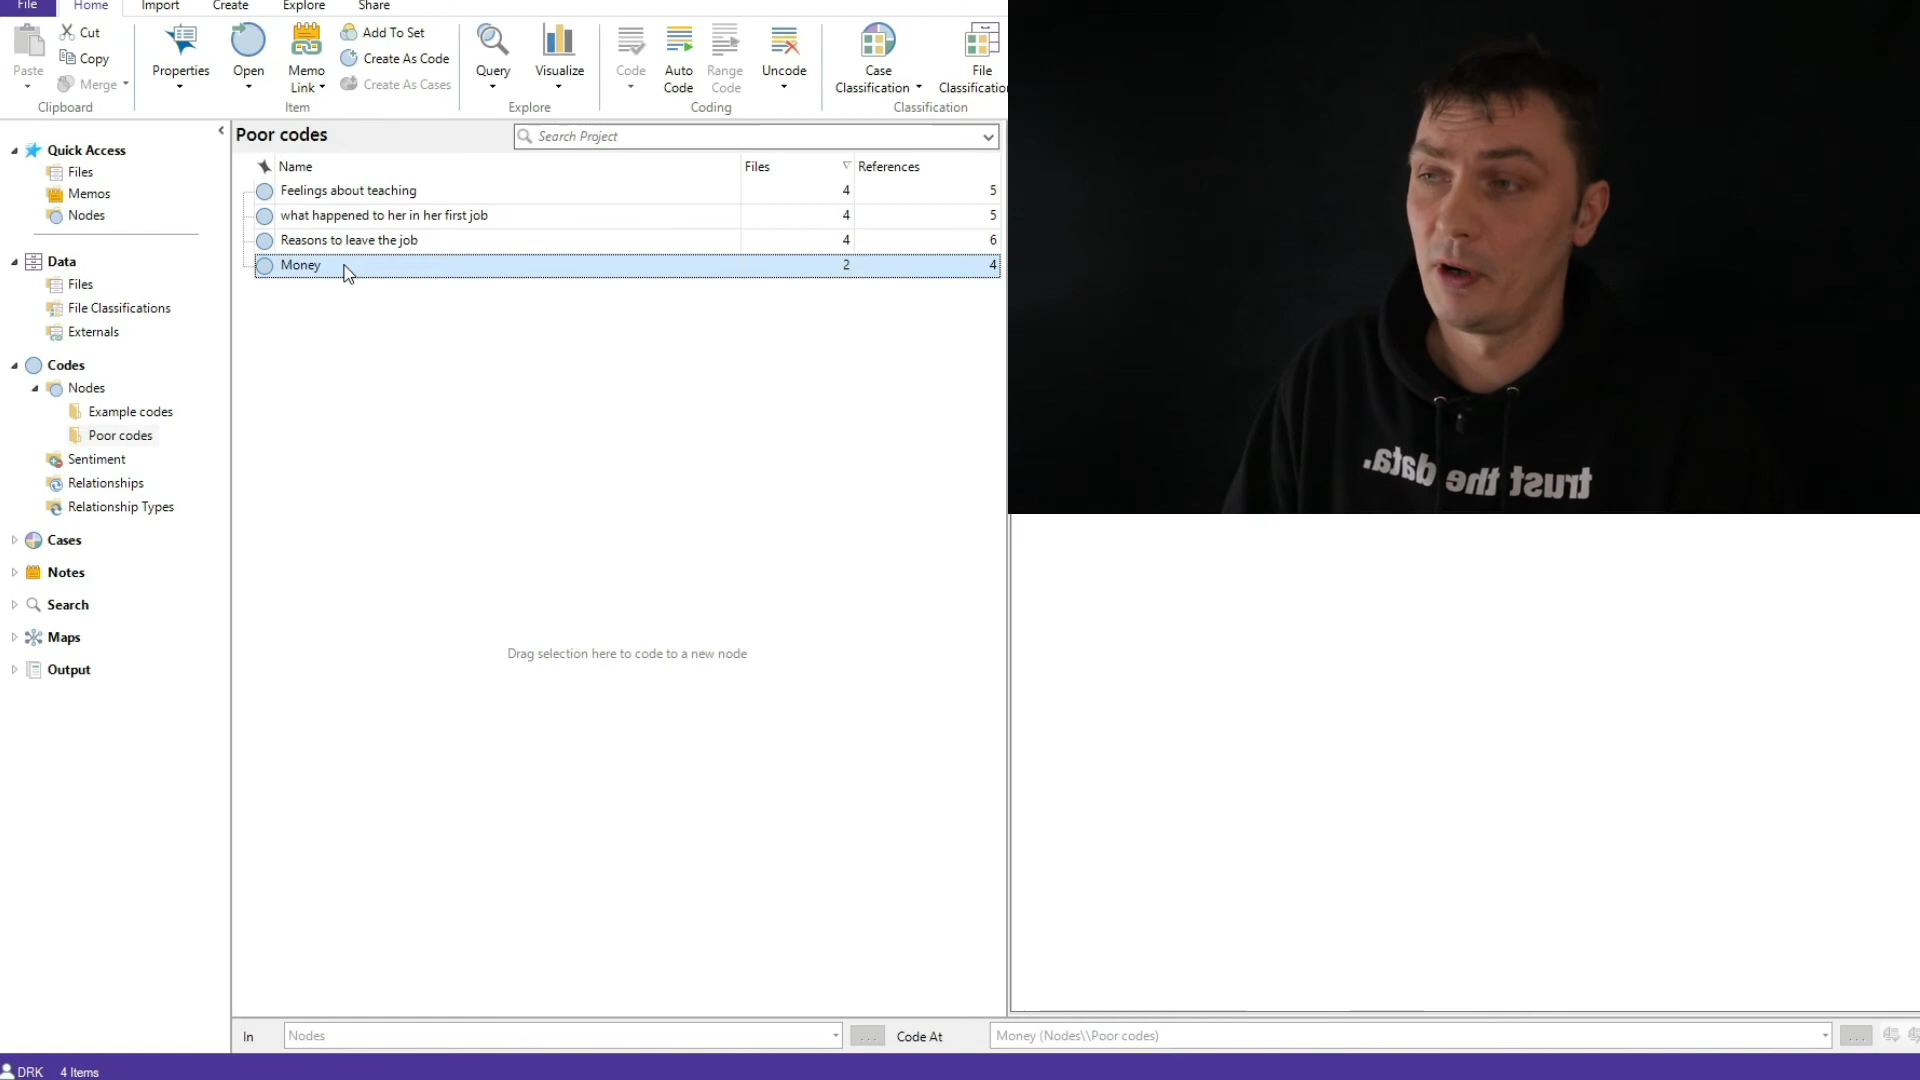 File Home Import Create Explore Share
Paste
Cut
Copy
Merge
Clipboard
Properties
Open
Memo Link
Add To Set
Create As Code
Create As Cases
Item
Query
Visualize
Explore
Code
Auto Code
Range Code
Uncode
Coding
Case Classification
File
Classification
Quick Access
Files
Memos
Nodes
Data
Files
File Classifications
Externals
Codes
Nodes
Example codes
Poor codes
Sentiment
Relationships
Relationship Types
Cases
Notes
Search
Maps
Output
Poor codes
Search Project
Name Files References
Feelings about teaching 4 5
what happened to her in her first job 4 5
Reasons to leave the job 4 6
Money 2 4
Drag selection here to code to a new node
trust the data.
In Nodes ... Code At Money (Nodes\\Poor codes) ...
DRK 4 Items